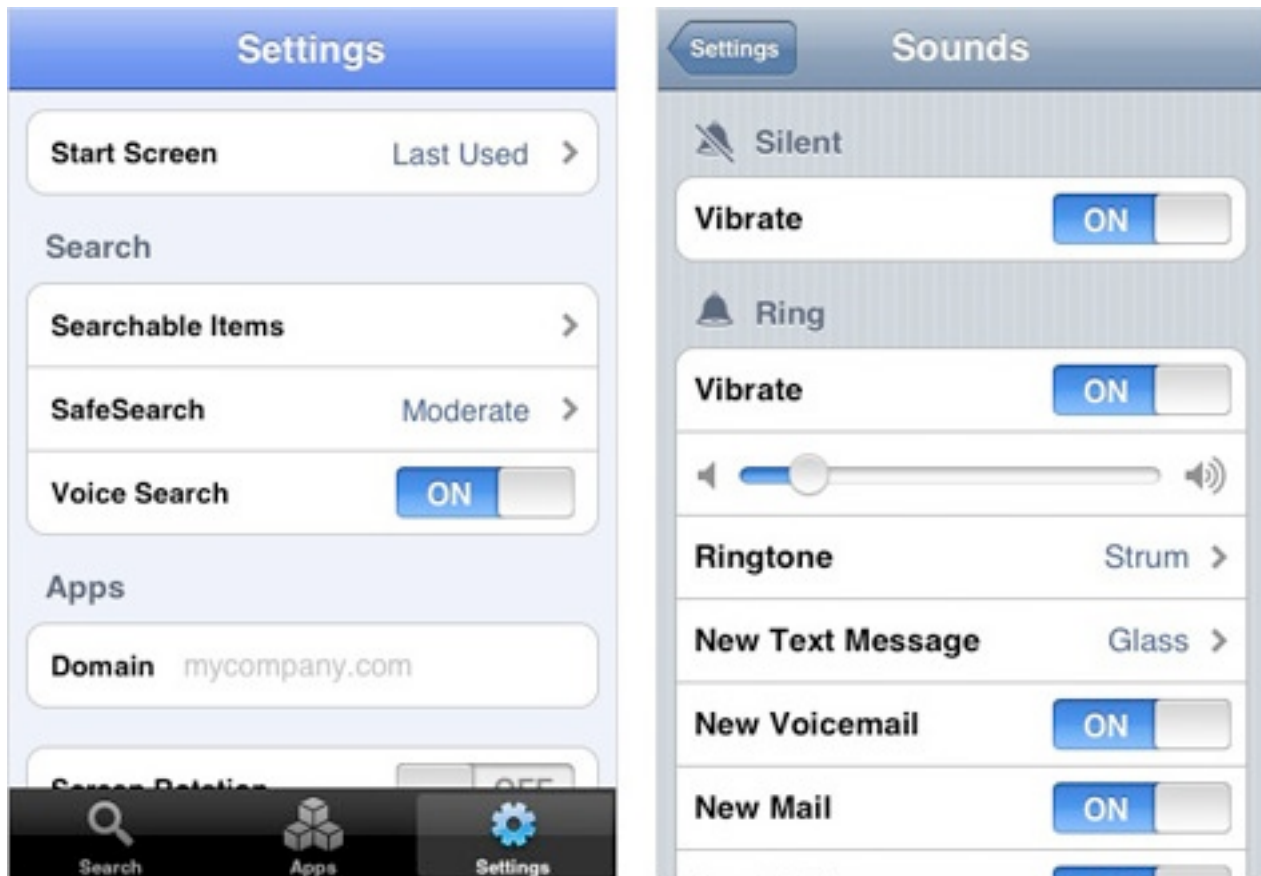 Settings
Start Screen Last Used
Search
Searchable Items
SafeSearch Moderate
Voice Search ON
Apps
Domain mycompany.com
Screen Rotation OFF
Search Apps Settings
Settings Sounds
Silent
Vibrate ON
Ring
Vibrate ON
Ringtone Strum
New Text Message Glass
New Voicemail ON
New Mail ON